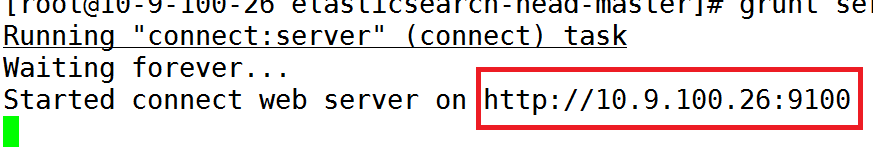 [root@10-9-100-26 elasticsearch-head-master]# grunt
Running "connect:server" (connect) task
Waiting forever...
Started connect web server on http://10.9.100.26:9100